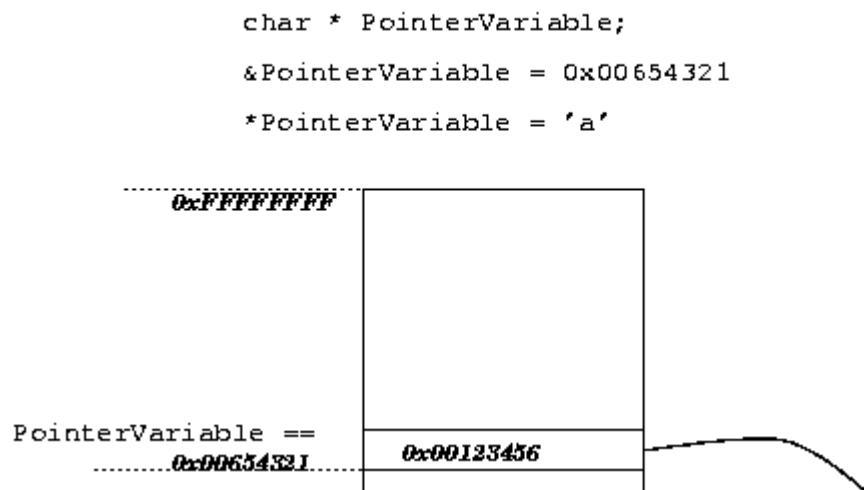 char * PointerVariable;
&PointerVariable = 0x00654321
*PointerVariable = 'a'
0xFFFFFFFF
PointerVariable ==
0x00123456
0x00654321